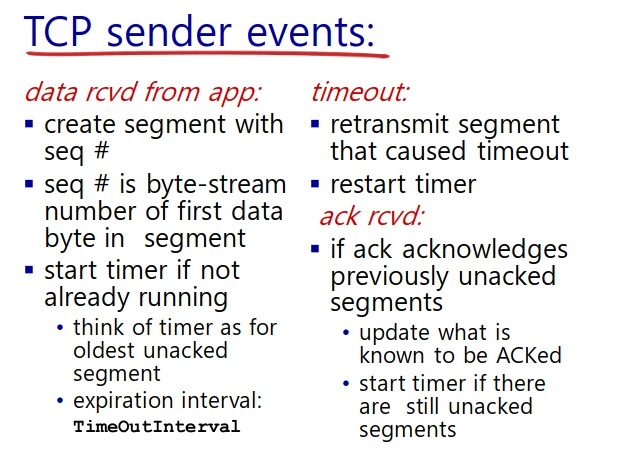 TCP sender events:
data rcvd from app:
create segment with
seq #
seq # is byte-stream
number of first data
byte in segment
start timer if not
already running
think of timer as for
oldest unacked
segment
expiration interval:
TimeOutInterval
timeout:
retransmit segment
that caused timeout
restart timer
ack rcvd:
if ack acknowledges
previously unacked
segments
update what is
known to be ACKed
start timer if there
are still unacked
segments